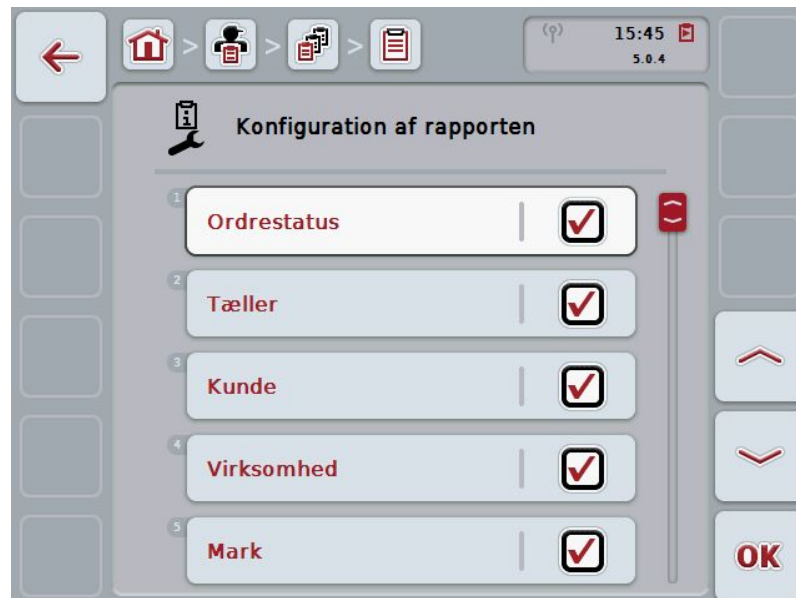 > > >
15:45
5.0.4
Konfiguration af rapporten
1
Ordrestatus
2
Tæller
3
Kunde
4
Virksomhed
5
Mark
OK